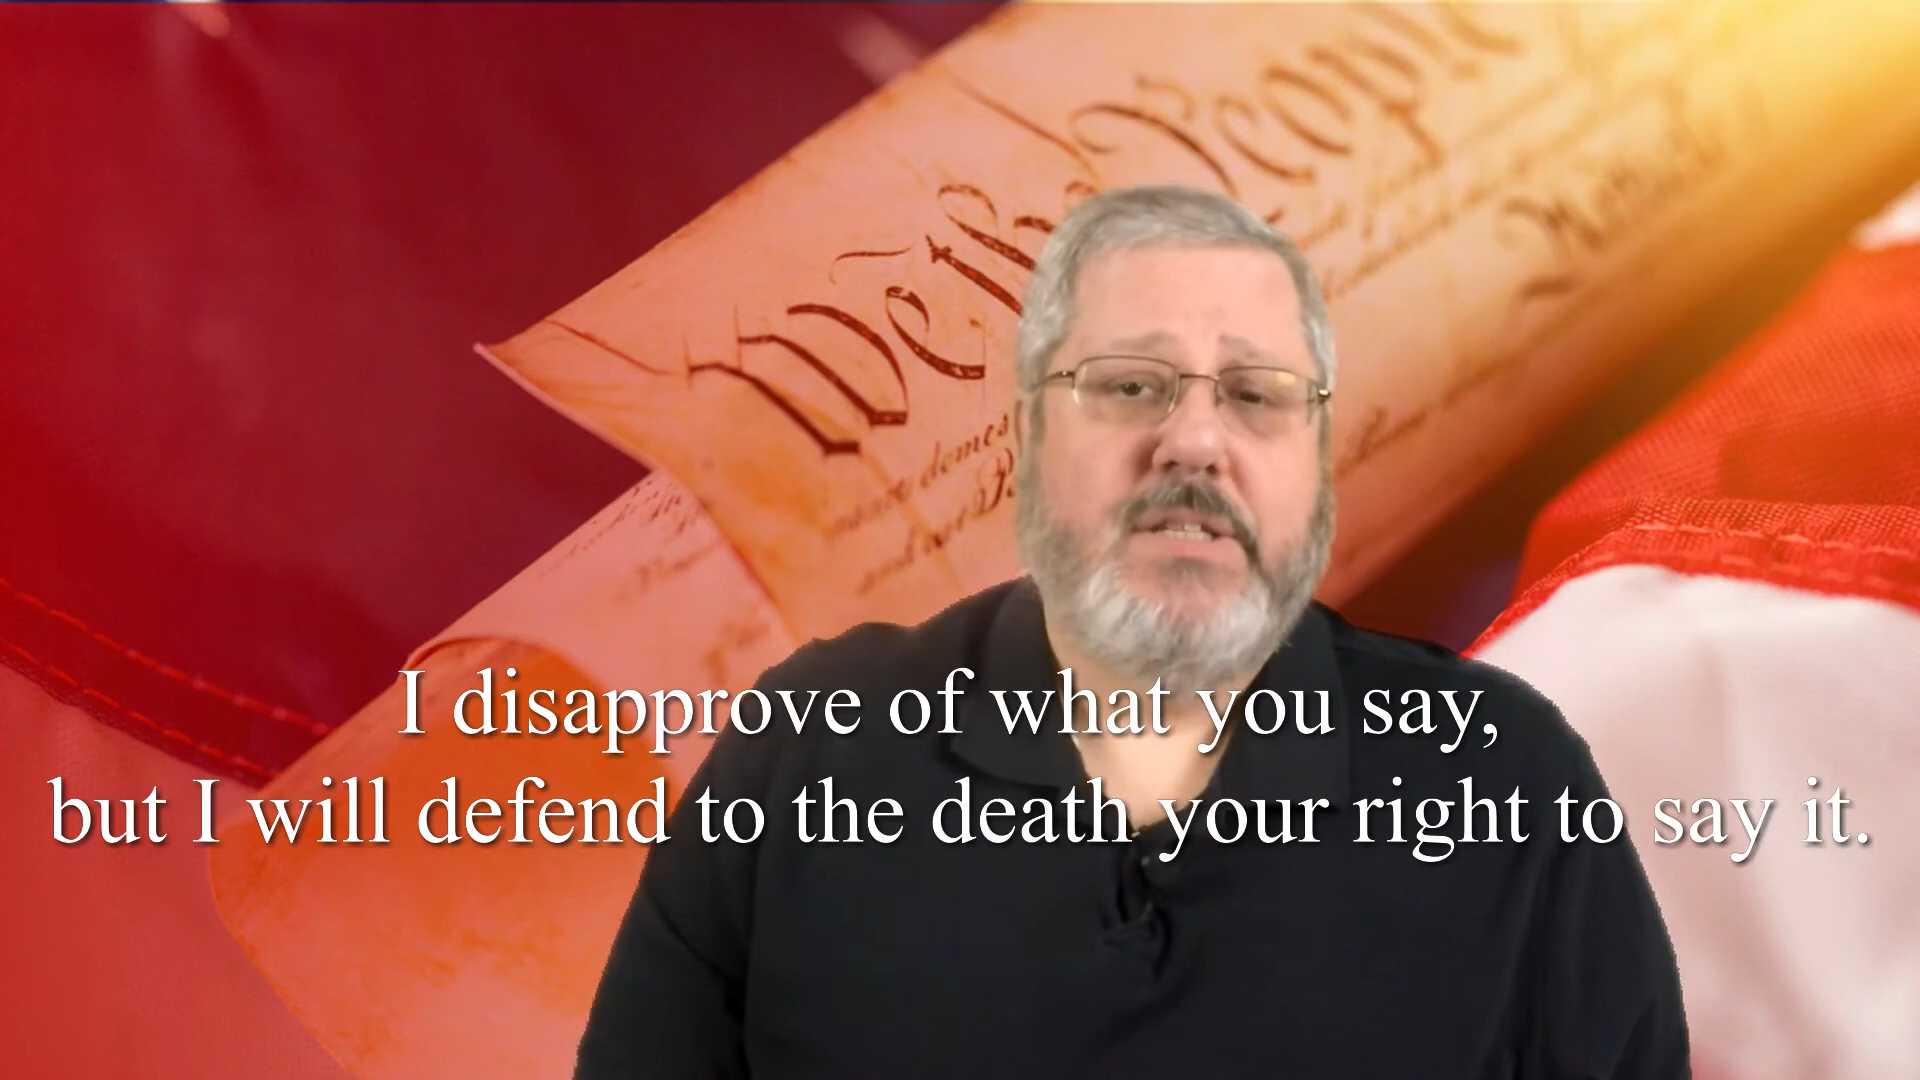 We the People
I disapprove of what you say,
but I will defend to the death your right to say it.